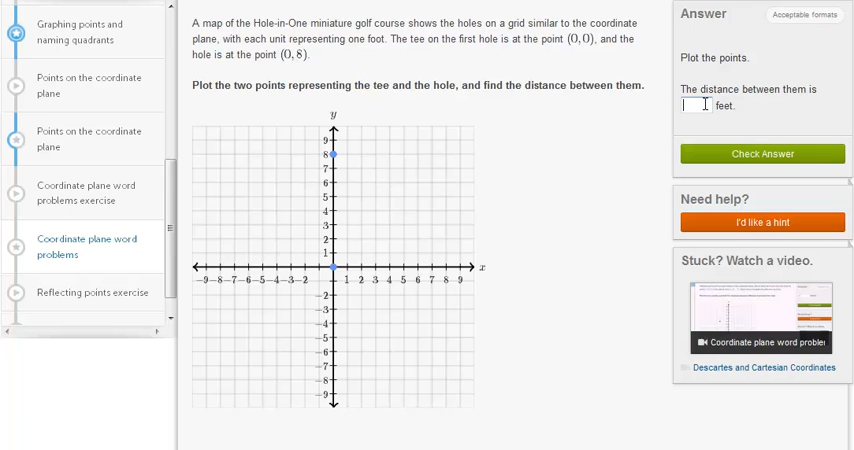 Graphing points and
naming quadrants
Points on the coordinate
plane
Points on the coordinate
plane
Coordinate plane word
problems exercise
Coordinate plane word
problems
Reflecting points exercise
A map of the Hole-in-One miniature golf course shows the holes on a grid similar to the coordinate
plane, with each unit representing one foot. The tee on the first hole is at the point (0,0), and the
hole is at the point (0,8).
Plot the two points representing the tee and the hole, and find the distance between them.
y
9
8
7
6
5
4
3
2
1
x
-9 -8 -7 -6 -5 -4 -3 -2 1 2 3 4 5 6 7 8 9
-2
-3
-4
-5
-6
-7
-8
-9
Answer
Acceptable formats
Plot the points.
The distance between them is
feet.
Check Answer
Need help?
I'd like a hint
Stuck? Watch a video.
Coordinate plane word probler
Descartes and Cartesian Coordinates